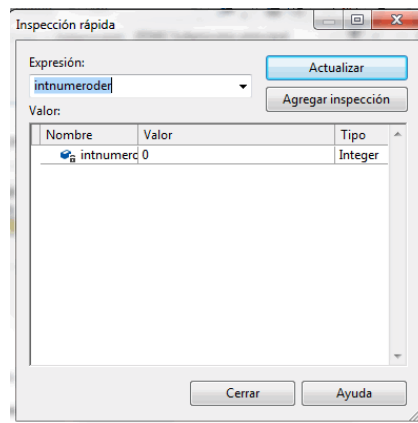 Inspección rápida
Expresión:
Actualizar
intnumeroder
Agregar inspección
Valor:
Nombre Valor Tipo
intnumerc 0 Integer
Cerrar Ayuda